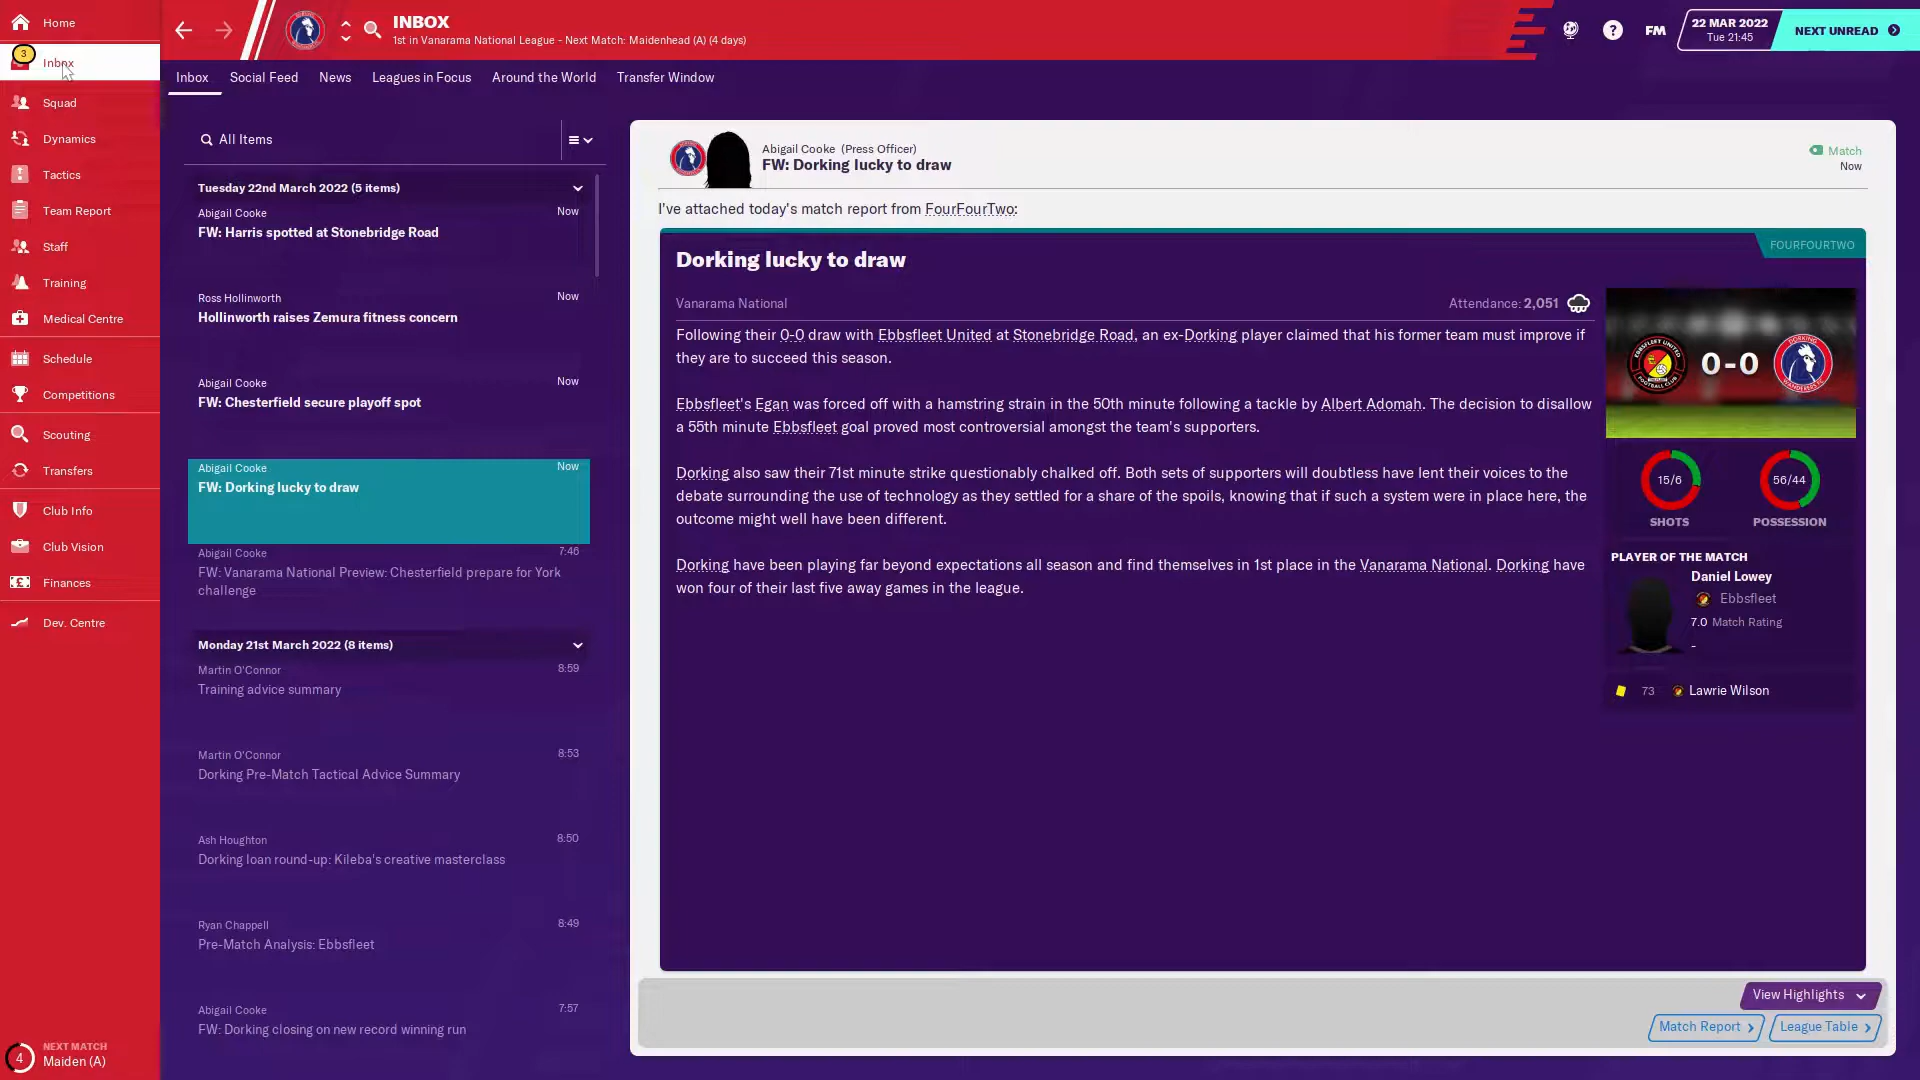 Home
3
Inbox
Squad
Dynamics
Tactics
Team Report
Staff
Training
Medical Centre
Schedule
Competitions
Scouting
Transfers
Club Info
Club Vision
Finances
Dev. Centre
4
NEXT MATCH
Maiden (A)
INBOX
1st in Vanarama National League - Next Match: Maidenhead (A) (4 days)
?
FM
22 MAR 2022
Tue 21:45
NEXT UNREAD
Inbox
Social Feed
News
Leagues in Focus
Around the World
Transfer Window
All Items
Tuesday 22nd March 2022 (5 items)
Abigail Cooke
Now
FW: Harris spotted at Stonebridge Road
Ross Hollinworth
Now
Hollinworth raises Zemura fitness concern
Abigail Cooke
Now
FW: Chesterfield secure playoff spot
Abigail Cooke
Now
FW: Dorking lucky to draw
Abigail Cooke
7:46
FW: Vanarama National Preview: Chesterfield prepare for York
challenge
Monday 21st March 2022 (8 items)
Martin O'Connor
8:59
Training advice summary
Martin O'Connor
8:53
Dorking Pre-Match Tactical Advice Summary
Ash Houghton
8:50
Dorking loan round-up: Kileba's creative masterclass
Ryan Chappell
8:49
Pre-Match Analysis: Ebbsfleet
Abigail Cooke
7:57
FW: Dorking closing on new record winning run
Abigail Cooke (Press Officer)
FW: Dorking lucky to draw
Match
Now
I've attached today's match report from FourFourTwo:
FOURFOURTWO
Dorking lucky to draw
Vanarama National
Attendance: 2,051
Following their 0-0 draw with Ebbsfleet United at Stonebridge Road, an ex-Dorking player claimed that his former team must improve if
they are to succeed this season.
Ebbsfleet's Egan was forced off with a hamstring strain in the 50th minute following a tackle by Albert Adomah. The decision to disallow
a 55th minute Ebbsfleet goal proved most controversial amongst the team's supporters.
Dorking also saw their 71st minute strike questionably chalked off. Both sets of supporters will doubtless have lent their voices to the
debate surrounding the use of technology as they settled for a share of the spoils, knowing that if such a system were in place here, the
outcome might well have been different.
Dorking have been playing far beyond expectations all season and find themselves in 1st place in the Vanarama National. Dorking have
won four of their last five away games in the league.
EBBSFLEET UNITED
FOOTBALL CLUB
0-0
DORKING
WANDERERS FC
15/6
SHOTS
56/44
POSSESSION
PLAYER OF THE MATCH
Daniel Lowey
Ebbsfleet
7.0 Match Rating
-
73
Lawrie Wilson
View Highlights
Match Report
League Table